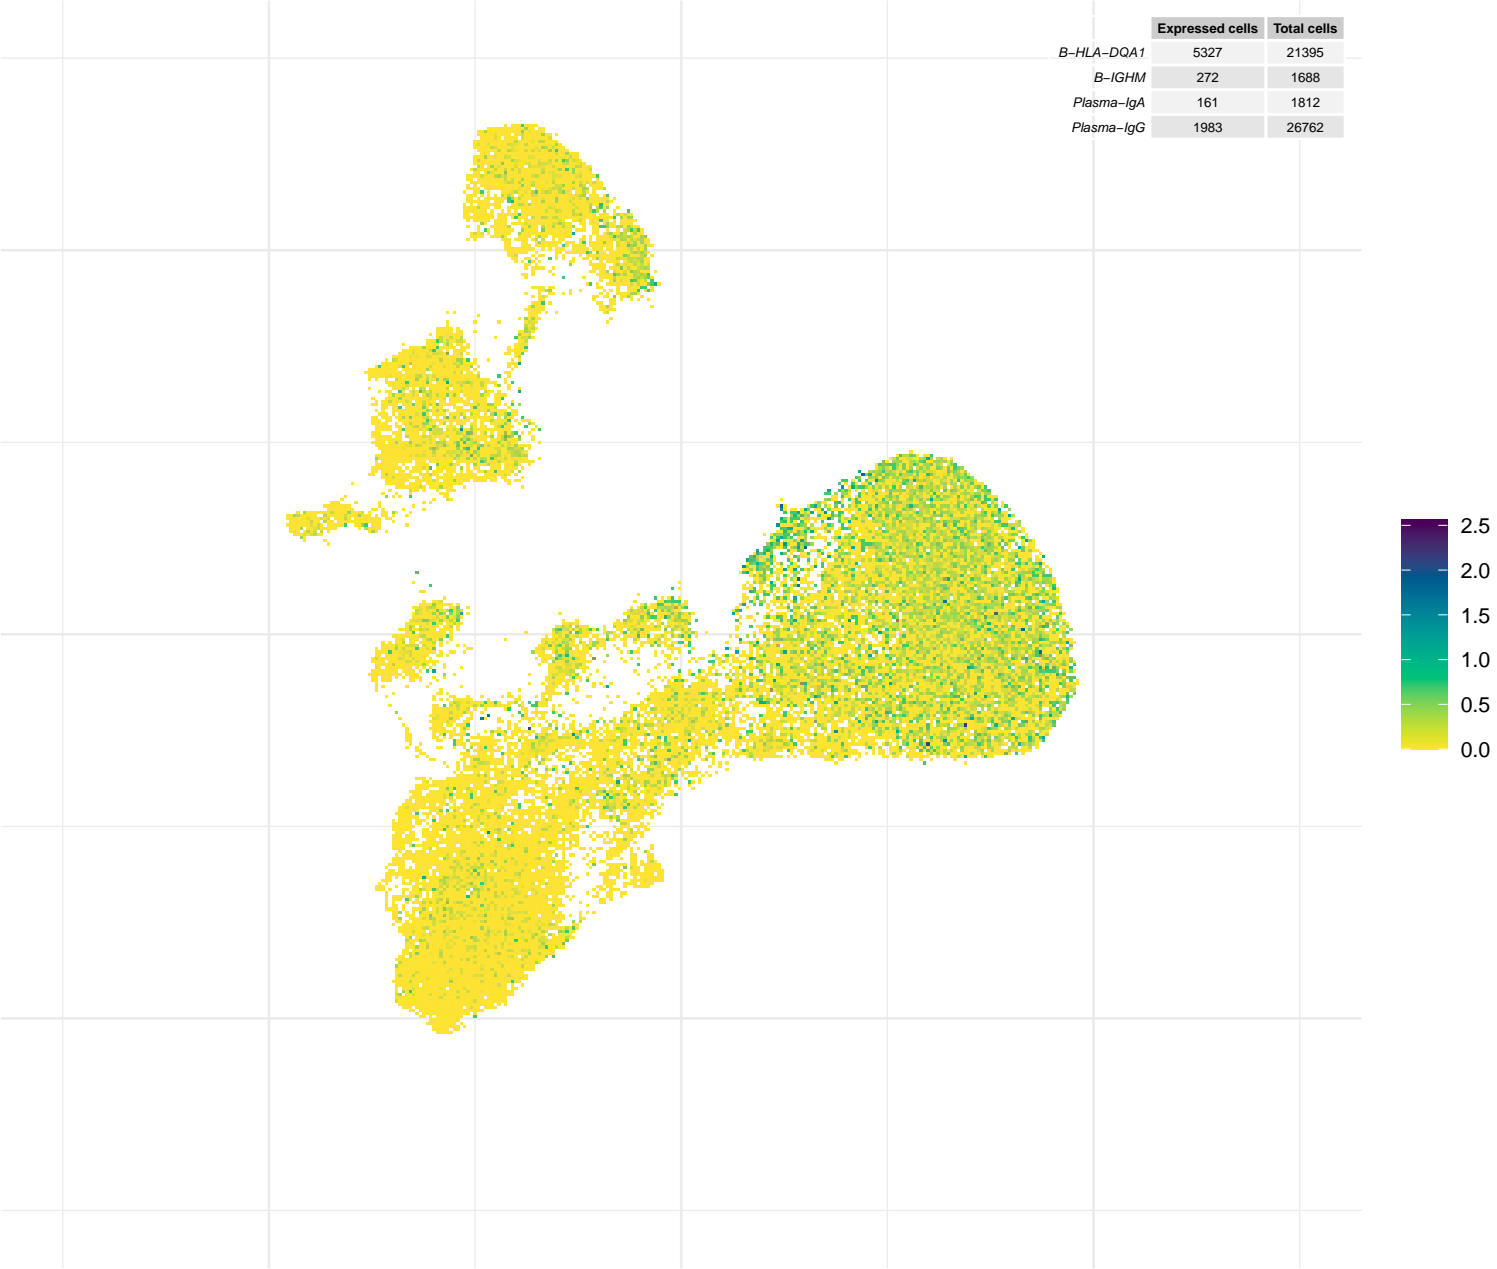 Expressed cells Total cells
B−HLA−DQA1 5327 21395
B−IGHM 272 1688
Plasma−IgA 161 1812
Plasma−IgG 1983 26762
2.5
2.0
1.5
1.0
0.5
0.0